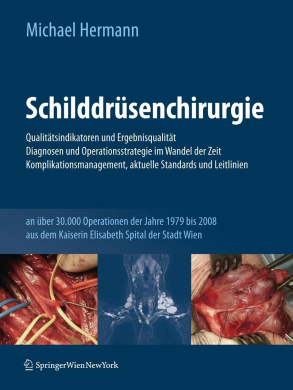 Michael Hermann
Schilddrüsenchirurgie
Qualitätsindikatoren und Ergebnisqualität
Diagnosen und Operationsstrategie im Wandel der Zeit
Komplikationsmanagement, aktuelle Standards und Leitlinien
an über 30.000 Operationen der Jahre 1979 bis 2008
aus dem Kaiserin Elisabeth Spital der Stadt Wien
SpringerWienNewYork